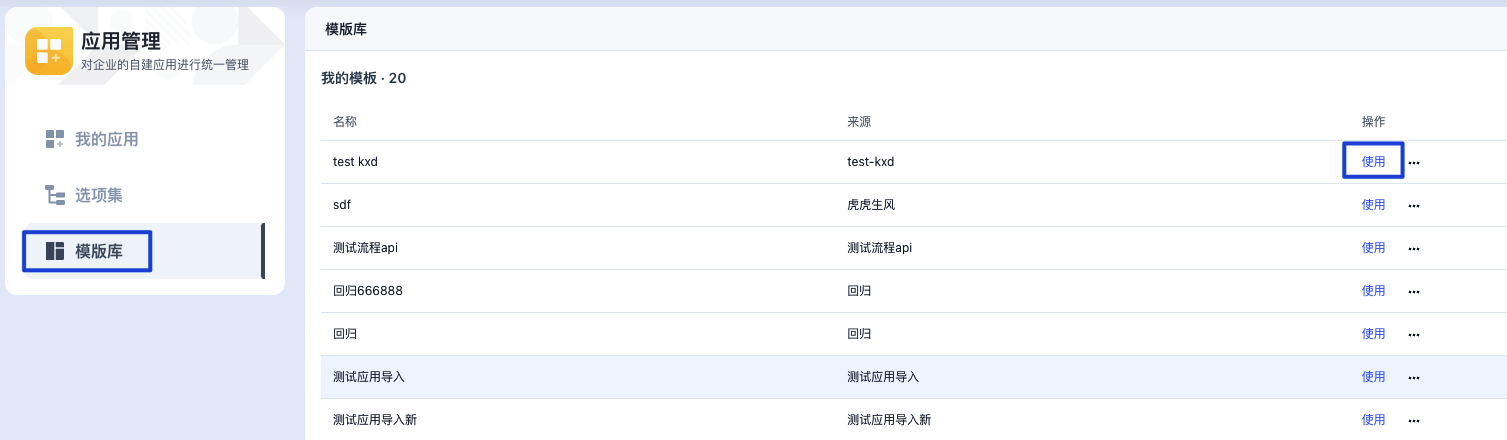 应用管理
对企业的自建应用进行统一管理
我的应用
选项集
模版库
模版库
我的模板 · 20
名称 来源 操作
test kxd test-kxd 使用 ...
sdf 虎虎生风 使用 ...
测试流程api 测试流程api 使用 ...
回归666888 回归 使用 ...
回归 回归 使用 ...
测试应用导入 测试应用导入 使用 ...
测试应用导入新 测试应用导入新 使用 ...